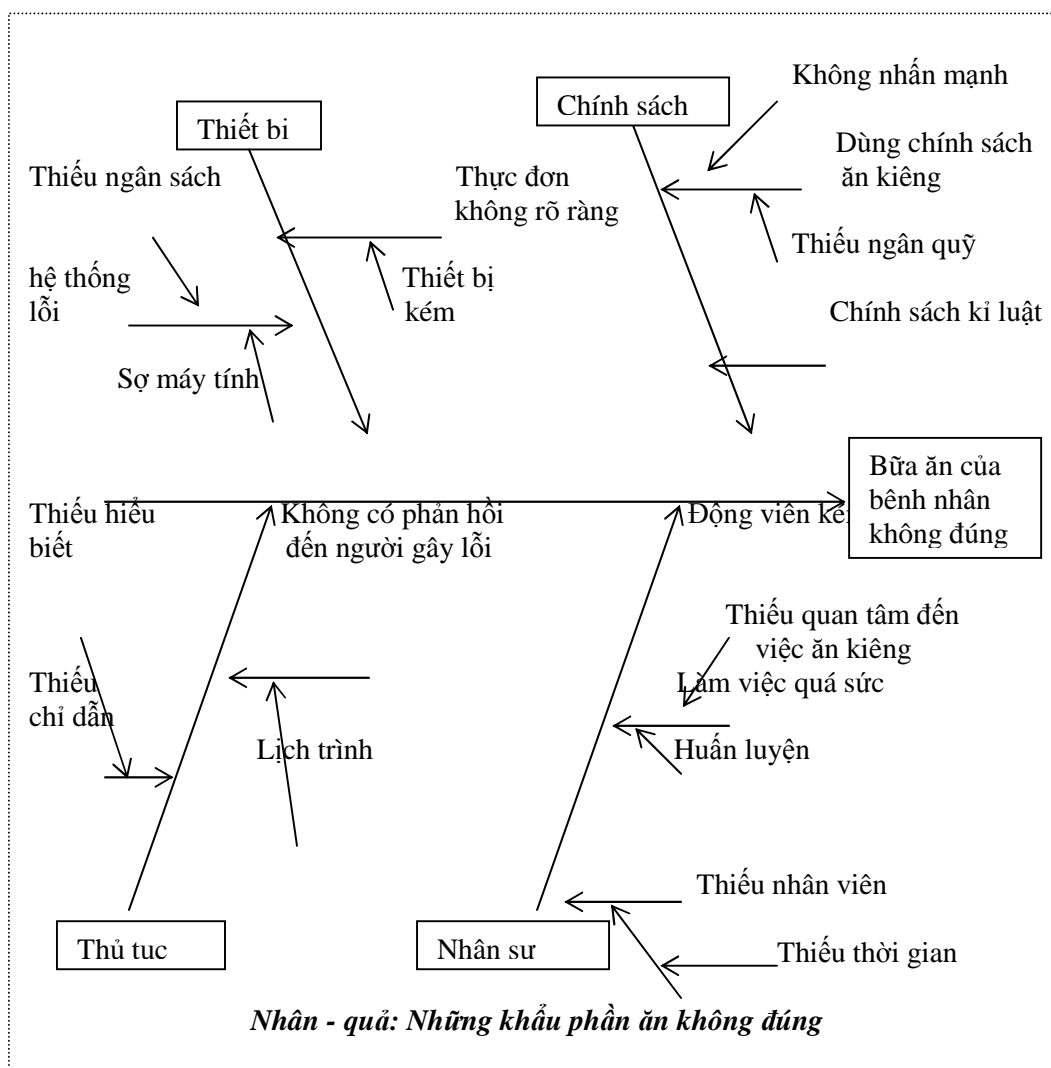 Không nhấn mạnh
Chính sách
Thiết bi
Dùng chính sách
ăn kiêng
Thiếu ngân sách
Thực đơn
không rõ ràng
Thiếu ngân quỹ
hệ thống
lỗi
Thiết bị
kém
Chính sách kỉ luật
Sợ máy tính
Bữa ăn của
bênh nhân
không đúng
Thiếu hiểu
biết
Không có phản hồi
đến người gây lỗi
Động viên ké
Thiếu quan tâm đến
việc ăn kiêng
Làm việc quá sức
Thiếu
chỉ dẫn
Lịch trình
Huấn luyện
Thiếu nhân viên
Thủ tuc
Nhân sư
Thiếu thời gian
Nhân - quả: Những khẩu phần ăn không đúng